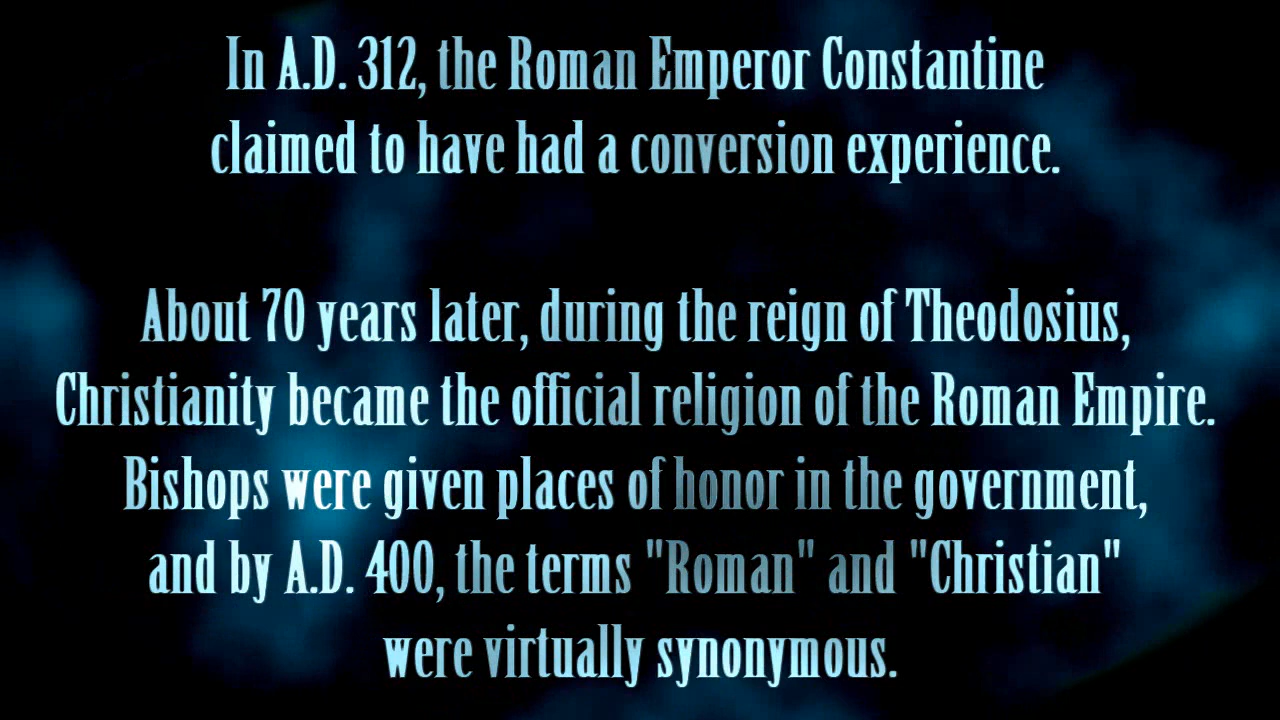 In A.D. 312, the Roman Emperor Constantine
claimed to have had a conversion experience.
About 70 years later, during the reign of Theodosius,
Christianity became the official religion of the Roman Empire.
Bishops were given places of honor in the government,
and by A.D. 400, the terms "Roman" and "Christian"
were virtually synonymous.